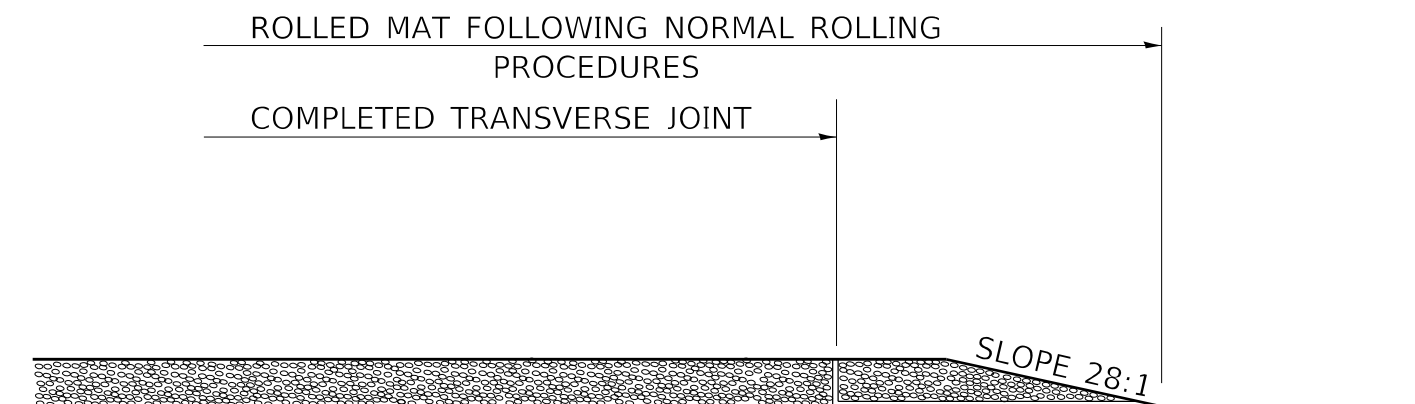 ROLLED MAT FOLLOWING NORMAL ROLLING
PROCEDURES
COMPLETED TRANSVERSE JOINT
SLOPE 28:1